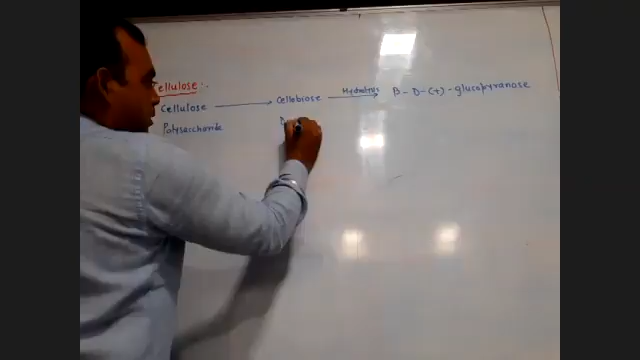 Cellulose:-
Cellulose → Cellobiose Hydrolysis → β - D - (+) - glucopyranose
Polysaccharide